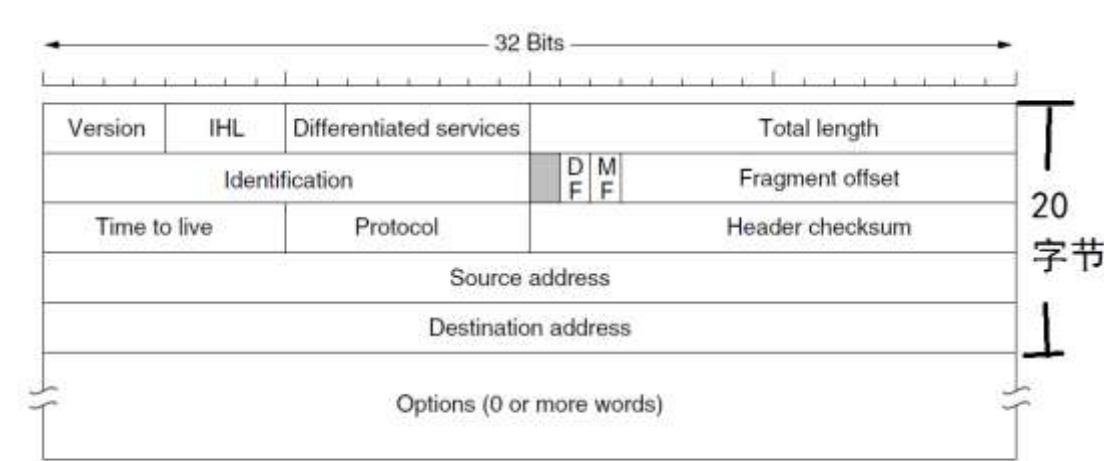 32 Bits
Version IHL Differentiated services Total length
Identification D F M F Fragment offset
Time to live Protocol Header checksum
Source address
Destination address
Options (0 or more words)
20
字节